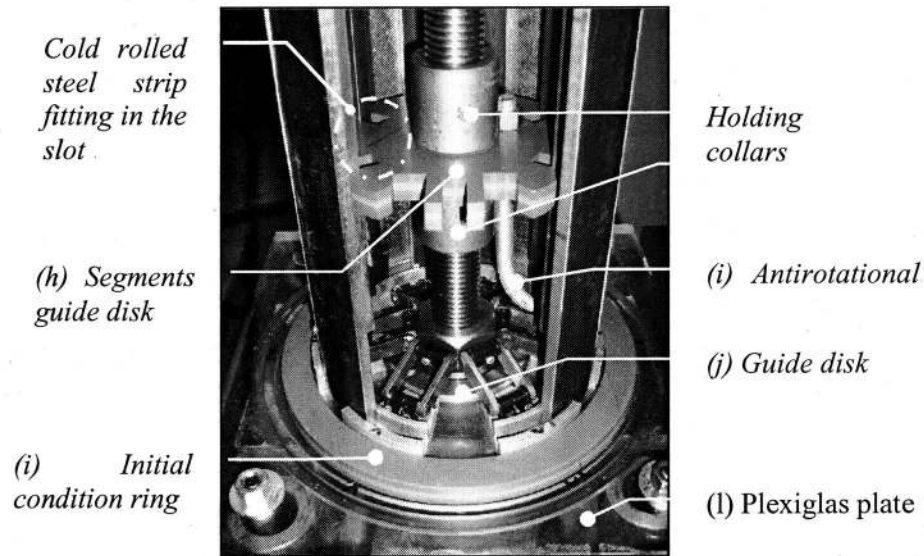 Cold rolled
steel strip
fitting in the
slot
Holding
collars
(h) Segments
guide disk
(i) Antirotational
(j) Guide disk
(i) Initial
condition ring
(l) Plexiglas plate